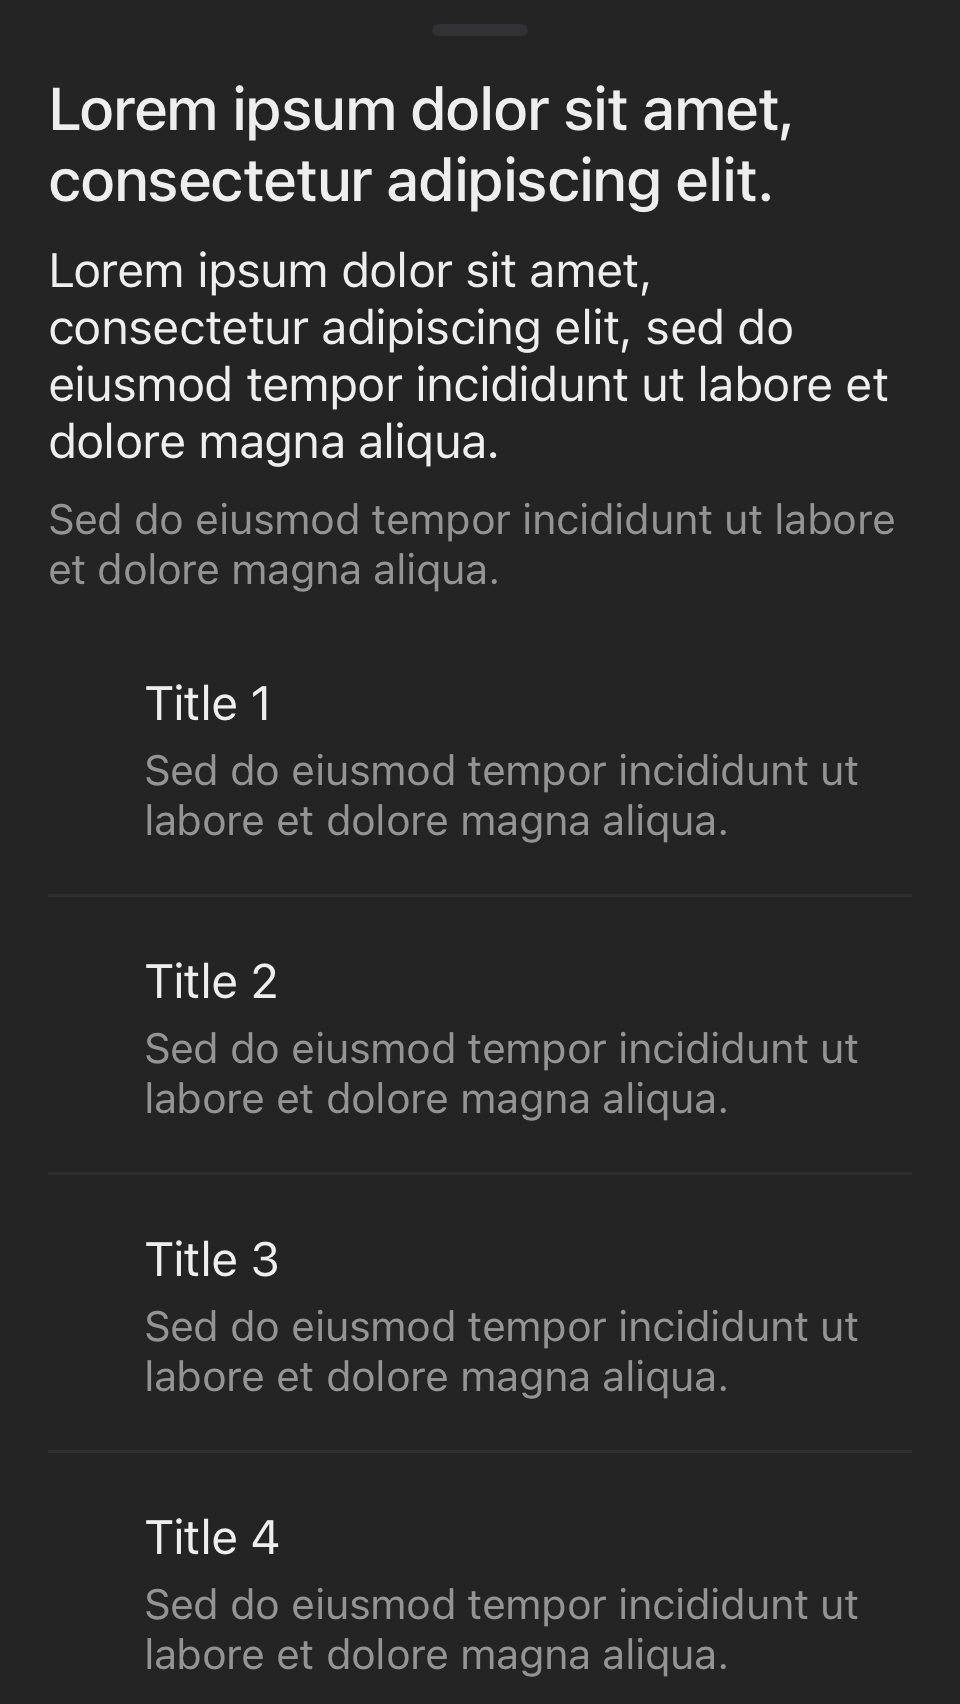 Lorem ipsum dolor sit amet,
consectetur adipiscing elit.
Lorem ipsum dolor sit amet,
consectetur adipiscing elit, sed do
eiusmod tempor incididunt ut labore et
dolore magna aliqua.
Sed do eiusmod tempor incididunt ut labore
et dolore magna aliqua.
Title 1
Sed do eiusmod tempor incididunt ut
labore et dolore magna aliqua.
Title 2
Sed do eiusmod tempor incididunt ut
labore et dolore magna aliqua.
Title 3
Sed do eiusmod tempor incididunt ut
labore et dolore magna aliqua.
Title 4
Sed do eiusmod tempor incididunt ut
labore et dolore magna aliqua.